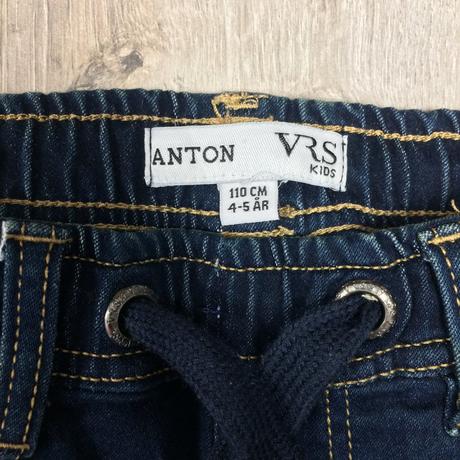 ANTON VRS
KIDS
110 CM
4-5 ÅR